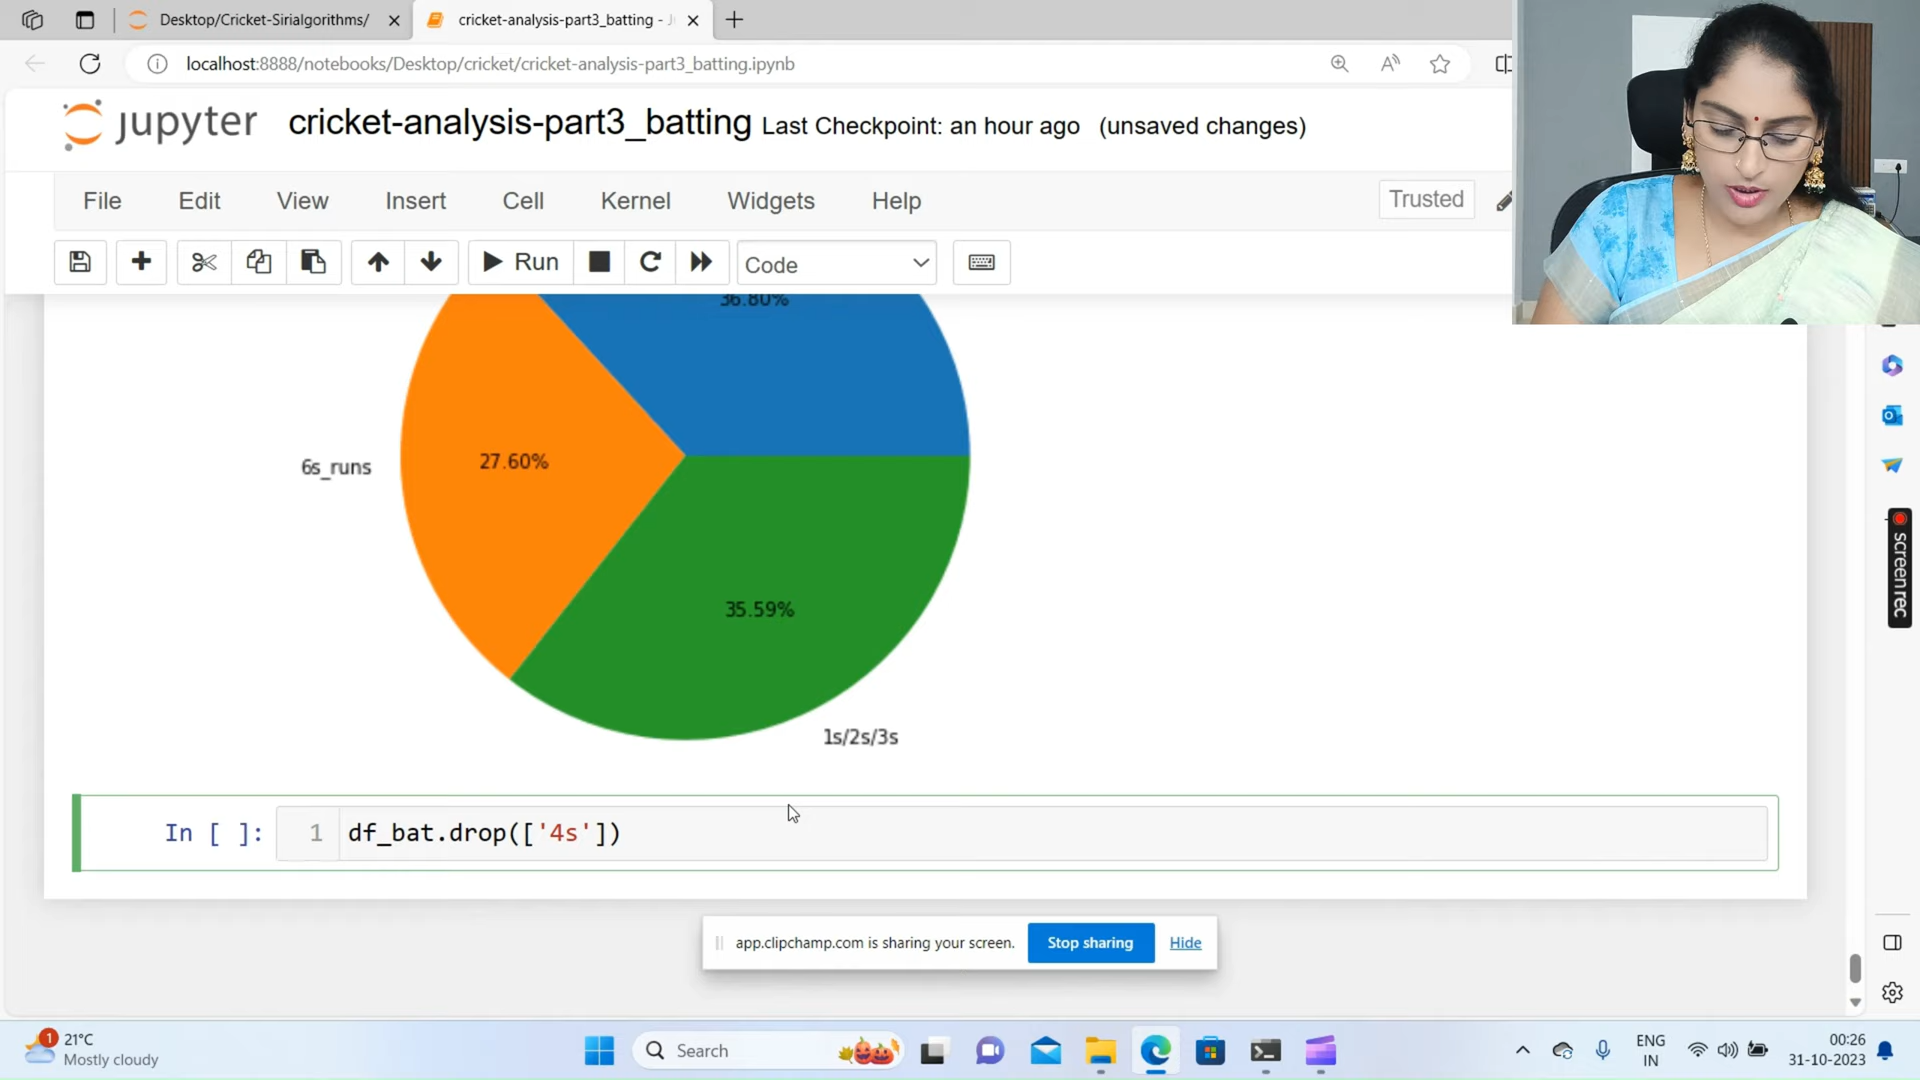 Desktop/Cricket-Sirialgorithms/
cricket-analysis-part3_batting - J
localhost:8888/notebooks/Desktop/cricket/cricket-analysis-part3_batting.ipynb
jupyter cricket-analysis-part3_batting Last Checkpoint: an hour ago (unsaved changes)
File Edit View Insert Cell Kernel Widgets Help Trusted
Run Code
36.80%
6s_runs
27.60%
35.59%
1s/2s/3s
In [ ]: 1 df_bat.drop(['4s'])
app.clipchamp.com is sharing your screen. Stop sharing Hide
screenrec
1
21°C
Mostly cloudy
Search
ENG
IN
00:26
31-10-2023